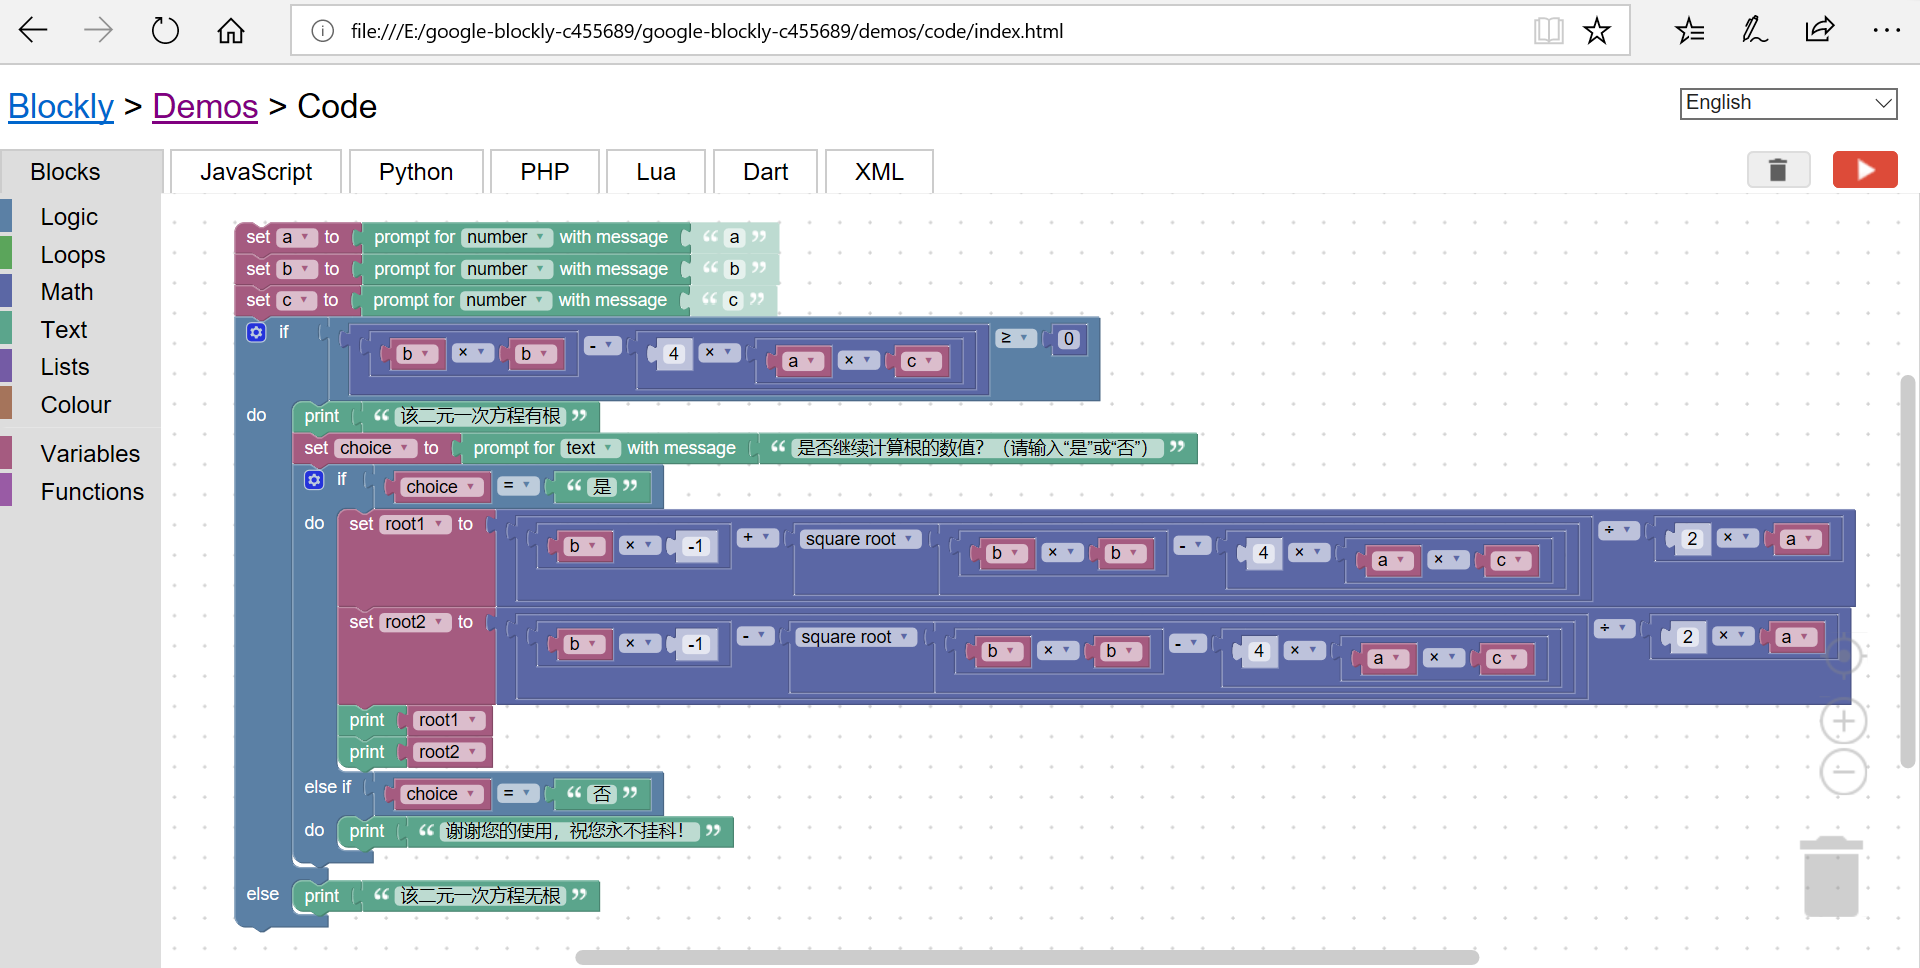 file:///E:/google-blockly-c455689/google-blockly-c455689/demos/code/index.html
Blockly > Demos > Code
English
Blocks JavaScript Python PHP Lua Dart XML
Logic
Loops
Math
Text
Lists
Colour
Variables
Functions
set a to prompt for number with message “ a ”
set b to prompt for number with message “ b ”
set c to prompt for number with message “ c ”
if b × b - 4 × a × c ≥ 0
do print “ 该二元一次方程有根 ”
set choice to prompt for text with message “ 是否继续计算根的数值？（请输入“是”或“否”） ”
if choice = “ 是 ”
do set root1 to b × -1 + square root b × b - 4 × a × c ÷ 2 × a
set root2 to b × -1 - square root b × b - 4 × a × c ÷ 2 × a
print root1
print root2
else if choice = “ 否 ”
do print “ 谢谢您的使用，祝您永不挂科！ ”
else print “ 该二元一次方程无根 ”